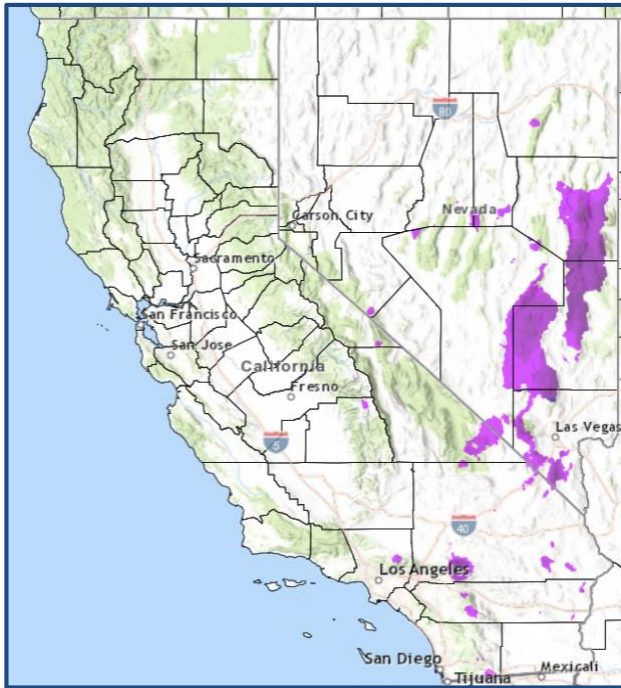 80
Carson City
Nevada
Sacramento
San Francisco
San Jose
California
Fresno
5
Las Vegas
40
Los Angeles
San Diego
Tijuana
Mexicali